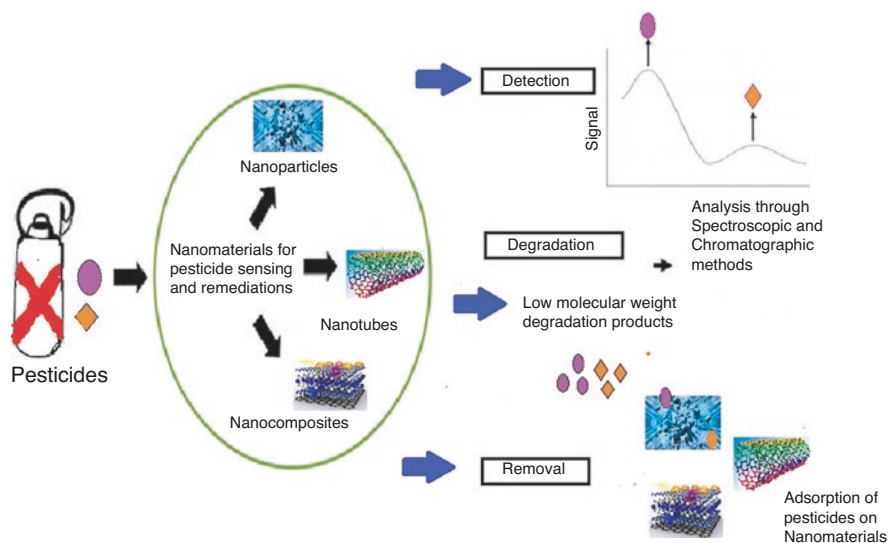 Pesticides
Nanoparticles
Nanomaterials for
pesticide sensing
and remediations
Nanotubes
Nanocomposites
Detection
Signal
Analysis through
Spectroscopic and
Chromatographic
methods
Degradation
Low molecular weight
degradation products
Removal
Adsorption of
pesticides on
Nanomaterials